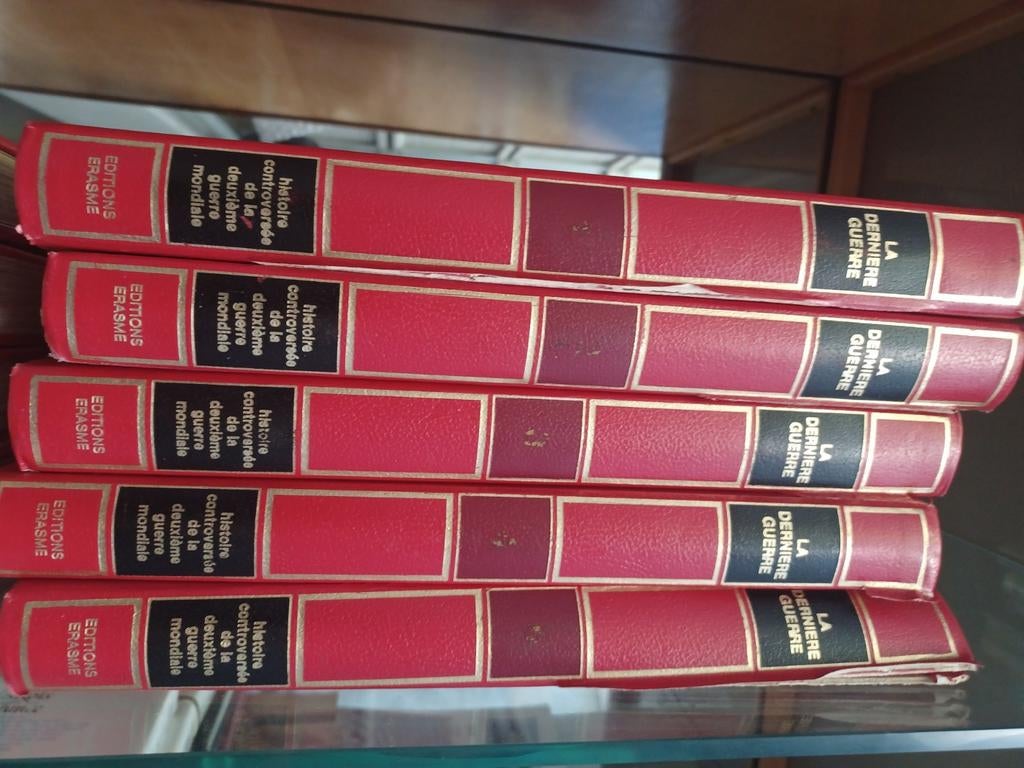 LA
DERNIERE
GUERRE
histoire
controversée
de la
deuxième
guerre
mondiale
EDITIONS
ERASME
LA
DERNIERE
GUERRE
histoire
controversée
de la
deuxième
guerre
mondiale
EDITIONS
ERASME
LA
DERNIERE
GUERRE
histoire
controversée
de la
deuxième
guerre
mondiale
EDITIONS
ERASME
LA
DERNIERE
GUERRE
histoire
controversée
de la
deuxième
guerre
mondiale
EDITIONS
ERASME
LA
DERNIERE
GUERRE
histoire
controversée
de la
deuxième
guerre
mondiale
EDITIONS
ERASME